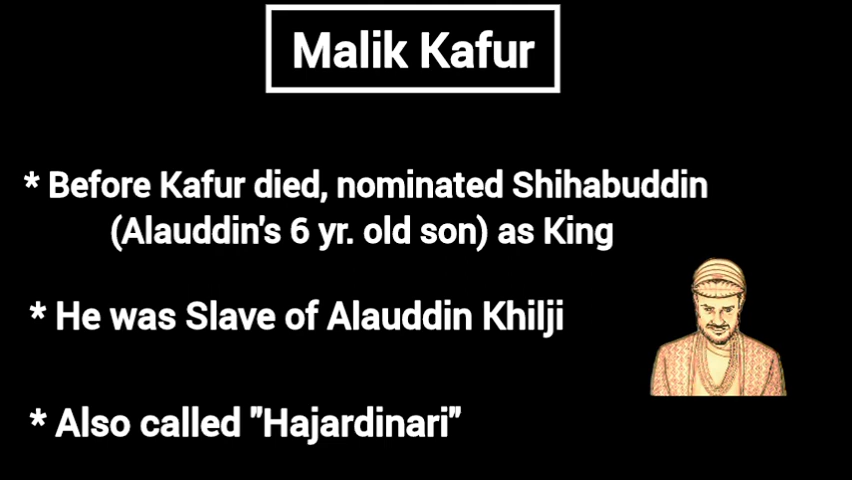 Malik Kafur
* Before Kafur died, nominated Shihabuddin
(Alauddin's 6 yr. old son) as King
* He was Slave of Alauddin Khilji
* Also called "Hajardinari"